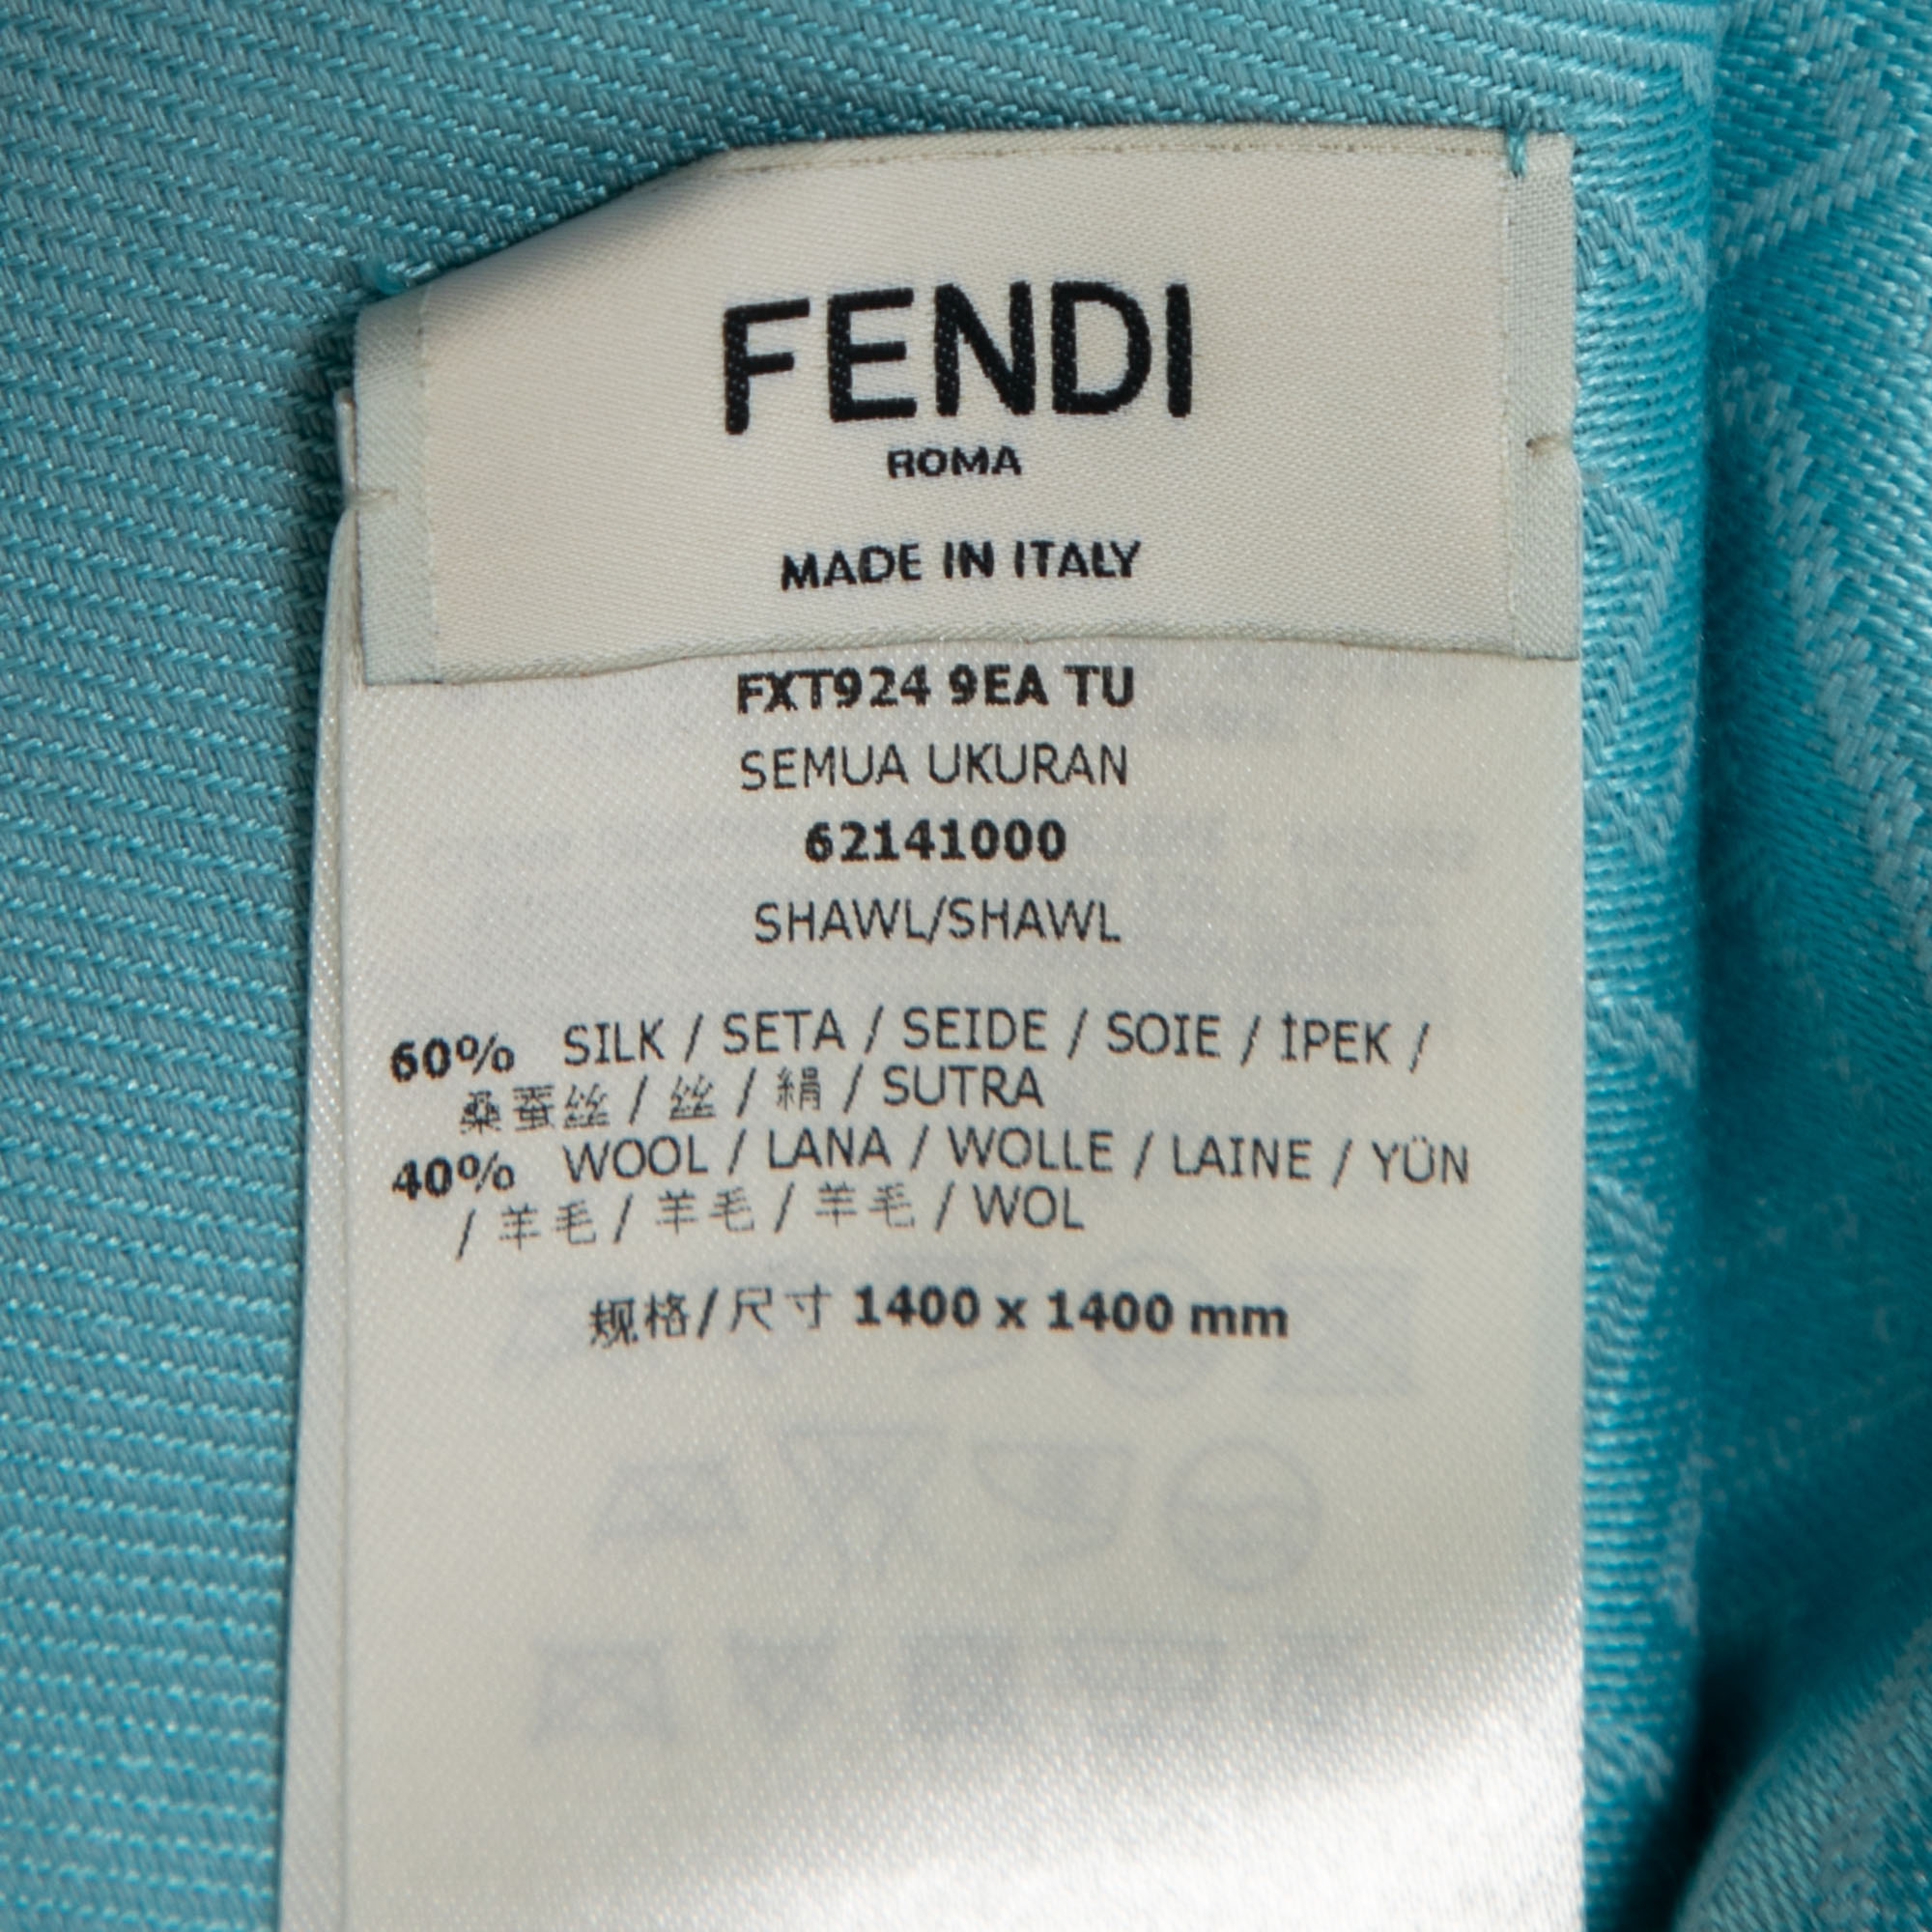 FENDI
ROMA
MADE IN ITALY
FXT924 9EA TU
SEMUA UKURAN
62141000
SHAWL/SHAWL
60% SILK / SETA / SEIDE / SOIE / İPEK /
桑蚕丝 / 丝 / 絹 / SUTRA
40% WOOL / LANA / WOLLE / LAINE / YÜN
/ 羊毛 / 羊毛 / 羊毛 / WOL
规格/尺寸 1400 x 1400 mm